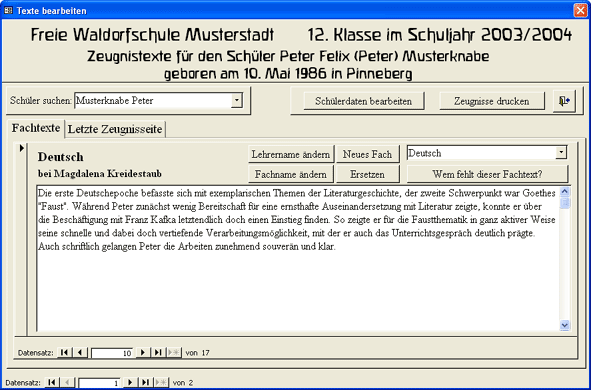 Texte bearbeiten
Freie Waldorfschule Musterstadt 12. Klasse im Schuljahr 2003/2004
Zeugnistexte für den Schüler Peter Felix (Peter) Musterknabe
geboren am 10. Mai 1986 in Pinneberg
Schüler suchen: Musterknabe Peter Schülerdaten bearbeiten Zeugnisse drucken
Fachtexte Letzte Zeugnisseite
Deutsch Lehrername ändern Neues Fach Deutsch
bei Magdalena Kreidestaub Fachname ändern Ersetzen Wem fehlt dieser Fachtext?
Die erste Deutschepoche befasste sich mit exemplarischen Themen der Literaturgeschichte, der zweite Schwerpunkt war Goethes
"Faust". Während Peter zunächst wenig Bereitschaft für eine ernsthafte Auseinandersetzung mit Literatur zeigte, konnte er über
die Beschäftigung mit Franz Kafka letztendlich doch einen Einstieg finden. So zeigte er für die Faustthematik in ganz aktiver Weise
seine schnelle und dabei doch vertiefende Verarbeitungsmöglichkeit, mit der er auch das Unterrichtsgespräch deutlich prägte.
Auch schriftlich gelangen Peter die Arbeiten zunehmend souverän und klar.
Datensatz: 10 von 17
Datensatz: 1 von 2